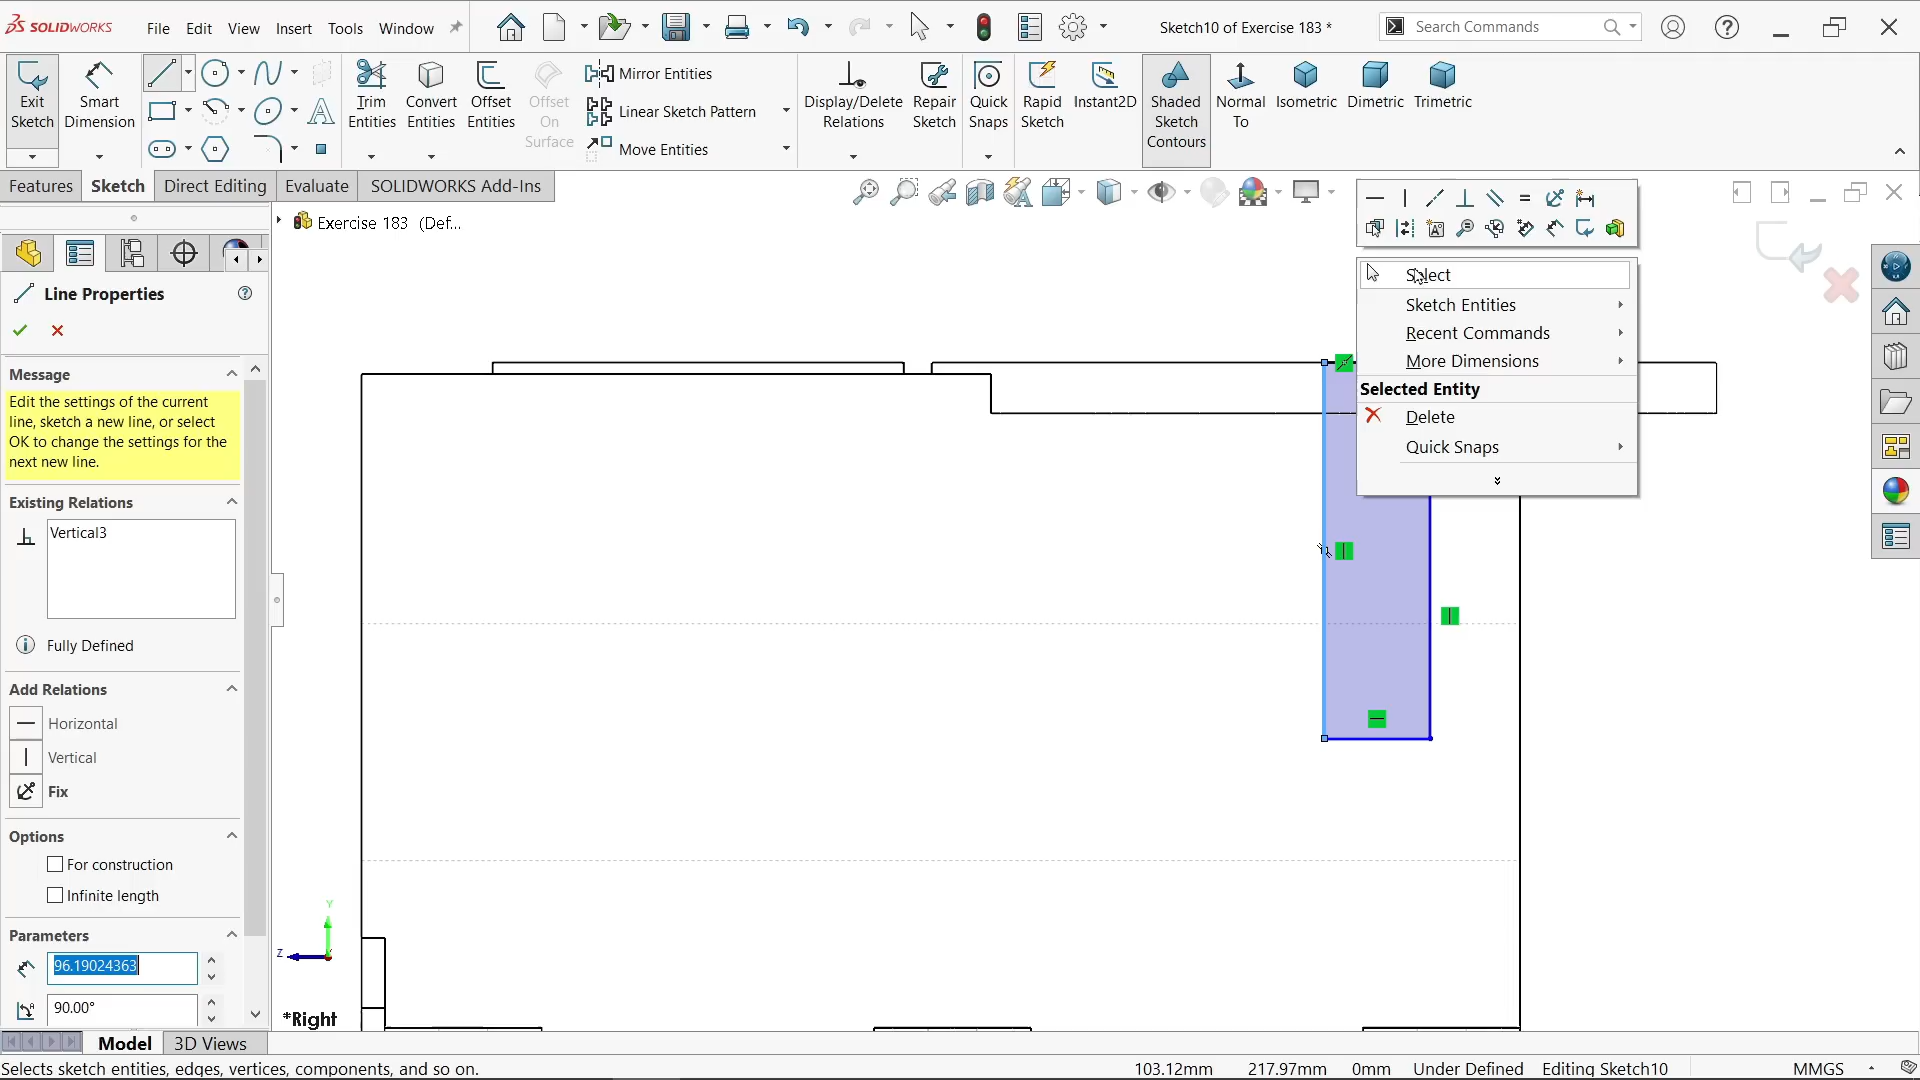 SOLIDWORKS
File
Edit
View
Insert
Tools
Window
Sketch10 of Exercise 183 *
Search Commands
Exit Sketch
Smart Dimension
Trim Entities
Convert Entities
Offset Entities
Offset On Surface
Mirror Entities
Linear Sketch Pattern
Move Entities
Display/Delete Relations
Repair Sketch
Quick Snaps
Rapid Sketch
Instant2D
Shaded Sketch Contours
Normal To
Isometric
Dimetric
Trimetric
Features
Sketch
Direct Editing
Evaluate
SOLIDWORKS Add-Ins
Exercise 183 (Def...
Line Properties
Message
Edit the settings of the current
line, sketch a new line, or select
OK to change the settings for the
next new line.
Existing Relations
Vertical3
Fully Defined
Add Relations
Horizontal
Vertical
Fix
Options
For construction
Infinite length
Parameters
96.19024363
90.00°
Select
Sketch Entities
Recent Commands
More Dimensions
Selected Entity
Delete
Quick Snaps
Y
Z
*Right
Model
3D Views
Selects sketch entities, edges, vertices, components, and so on.
103.12mm
217.97mm
0mm
Under Defined
Editing Sketch10
MMGS